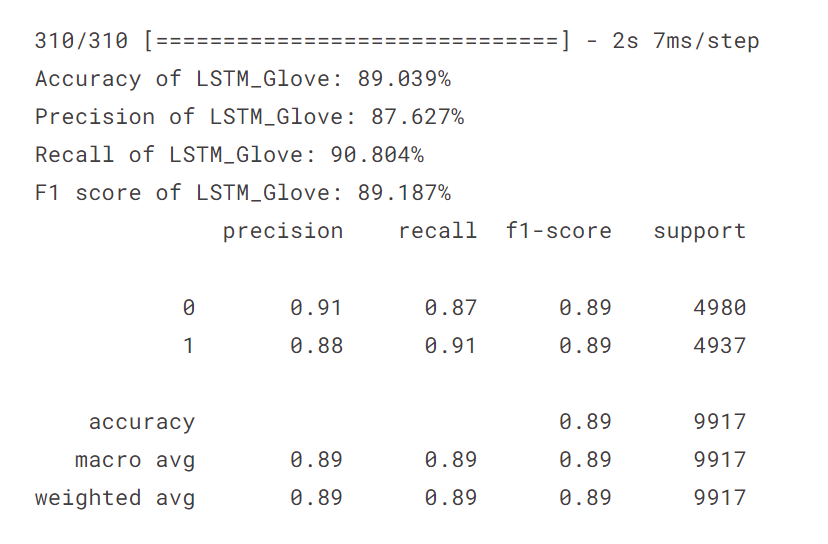 310/310 [==============================] - 2s 7ms/step
Accuracy of LSTM_Glove: 89.039%
Precision of LSTM_Glove: 87.627%
Recall of LSTM_Glove: 90.804%
F1 score of LSTM_Glove: 89.187%
              precision    recall  f1-score   support

           0       0.91      0.87      0.89      4980
           1       0.88      0.91      0.89      4937

    accuracy                           0.89      9917
   macro avg       0.89      0.89      0.89      9917
weighted avg       0.89      0.89      0.89      9917